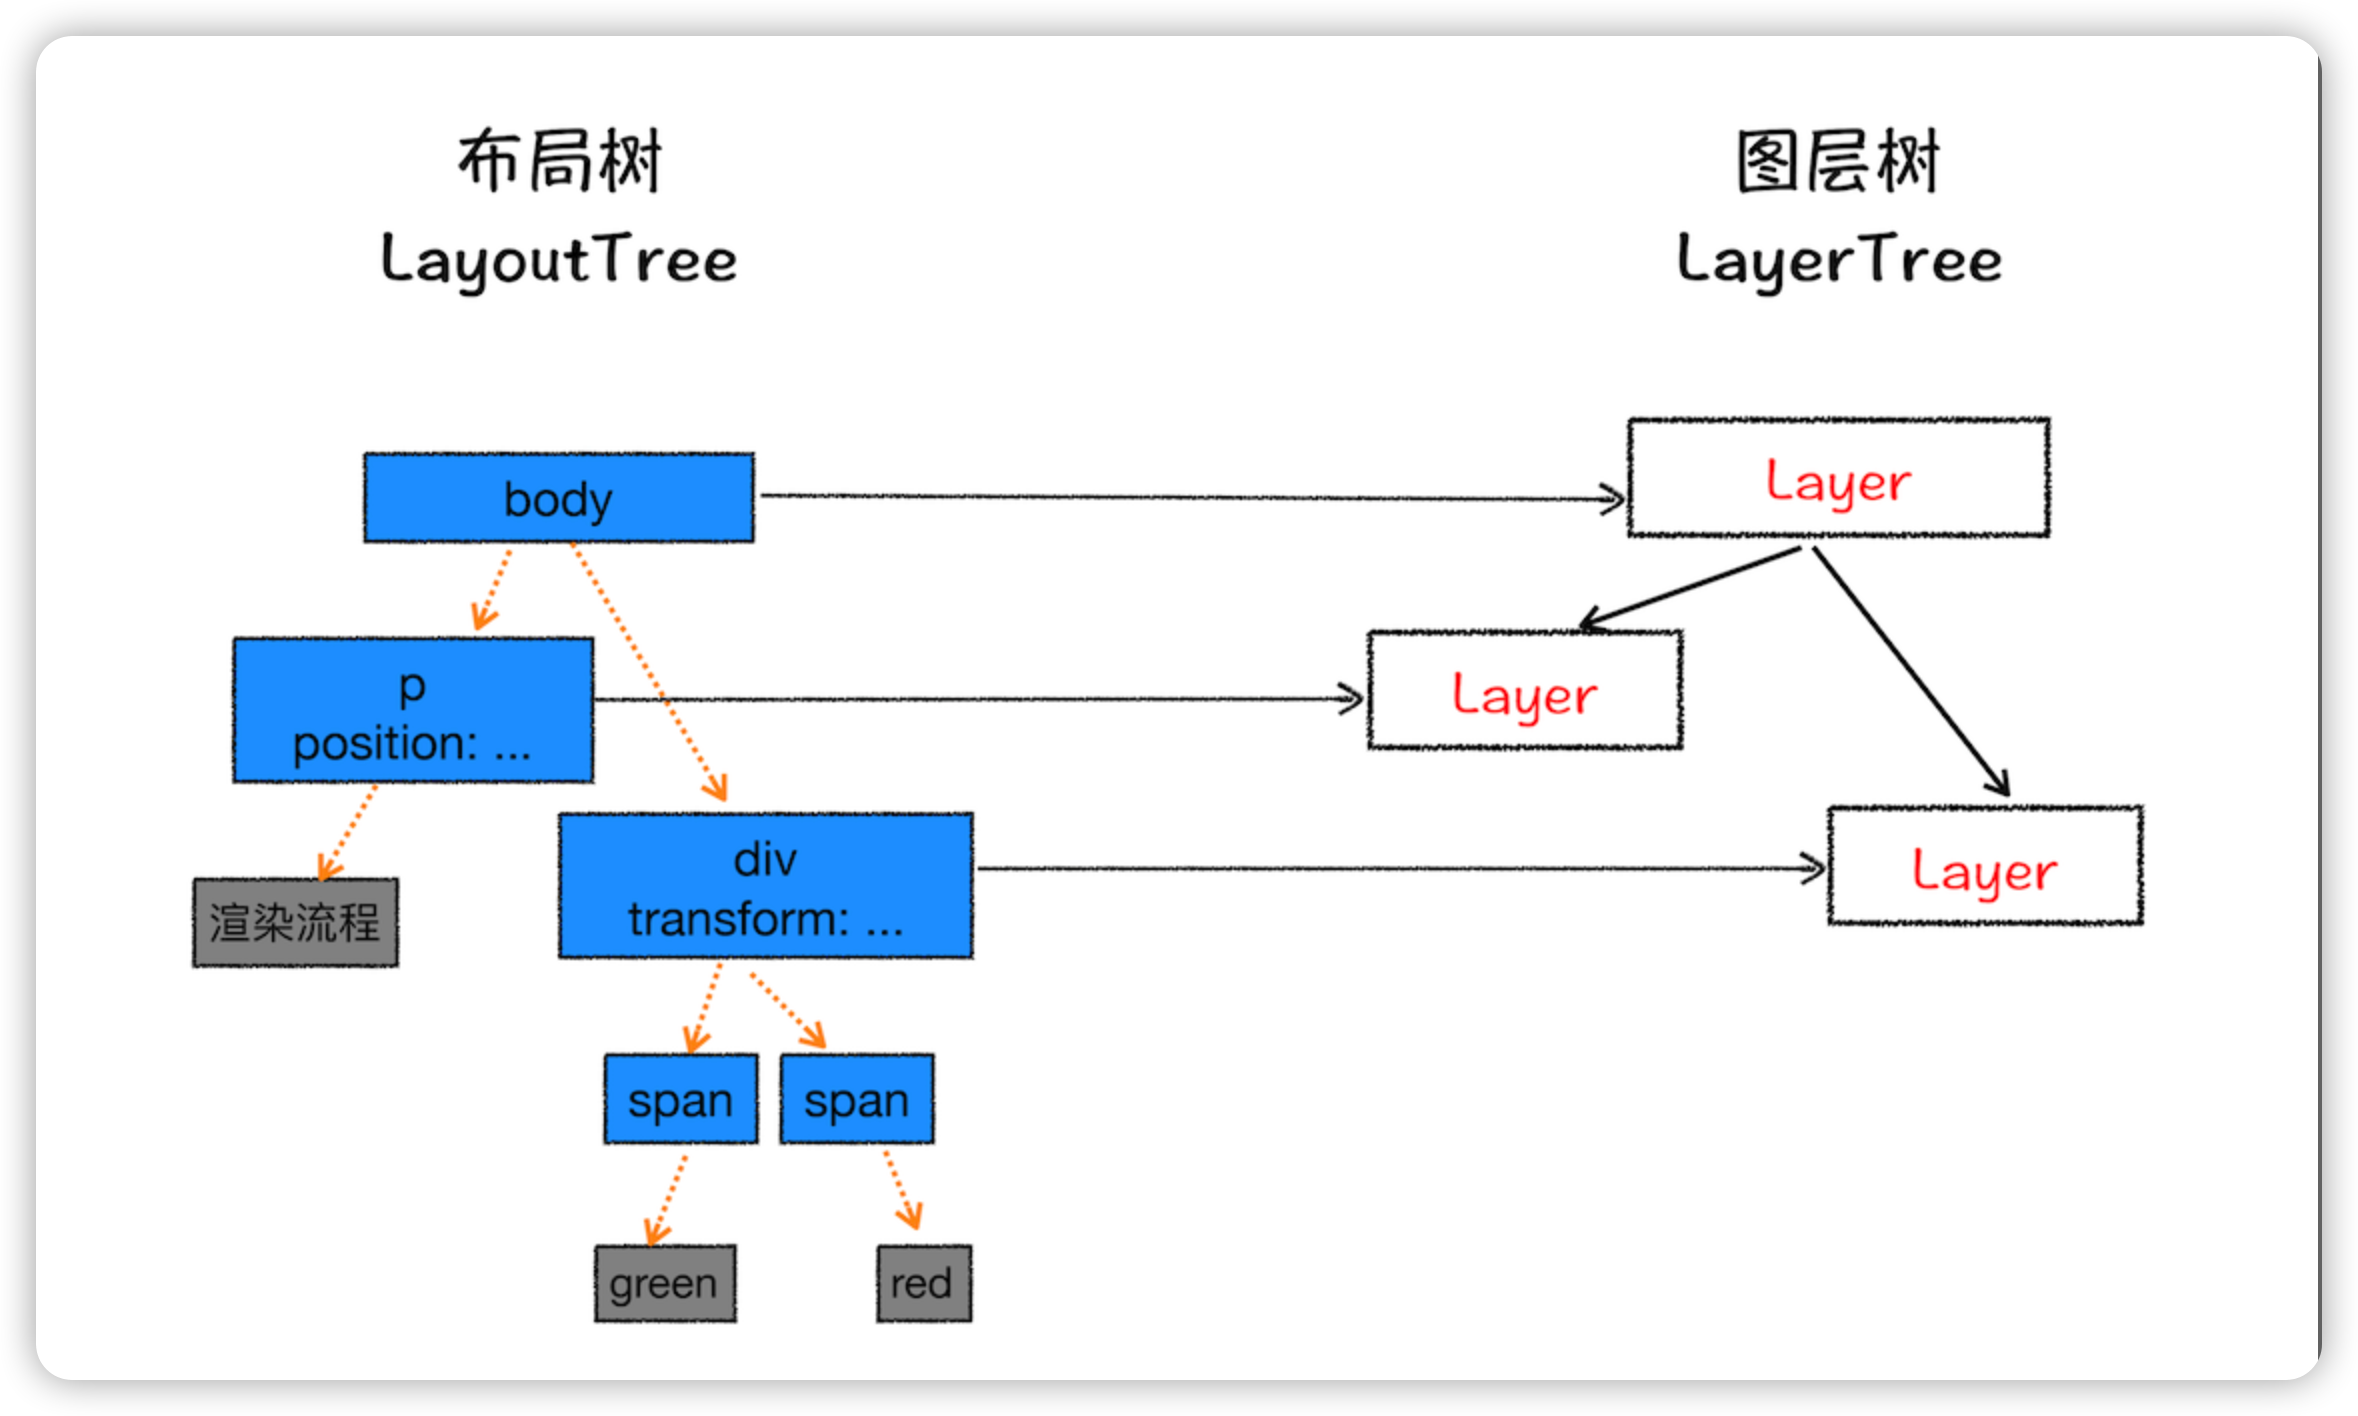 布局树
LayoutTree
图层树
LayerTree
body
Layer
p
position: ...
Layer
div
transform: ...
Layer
渲染流程
span
span
green
red